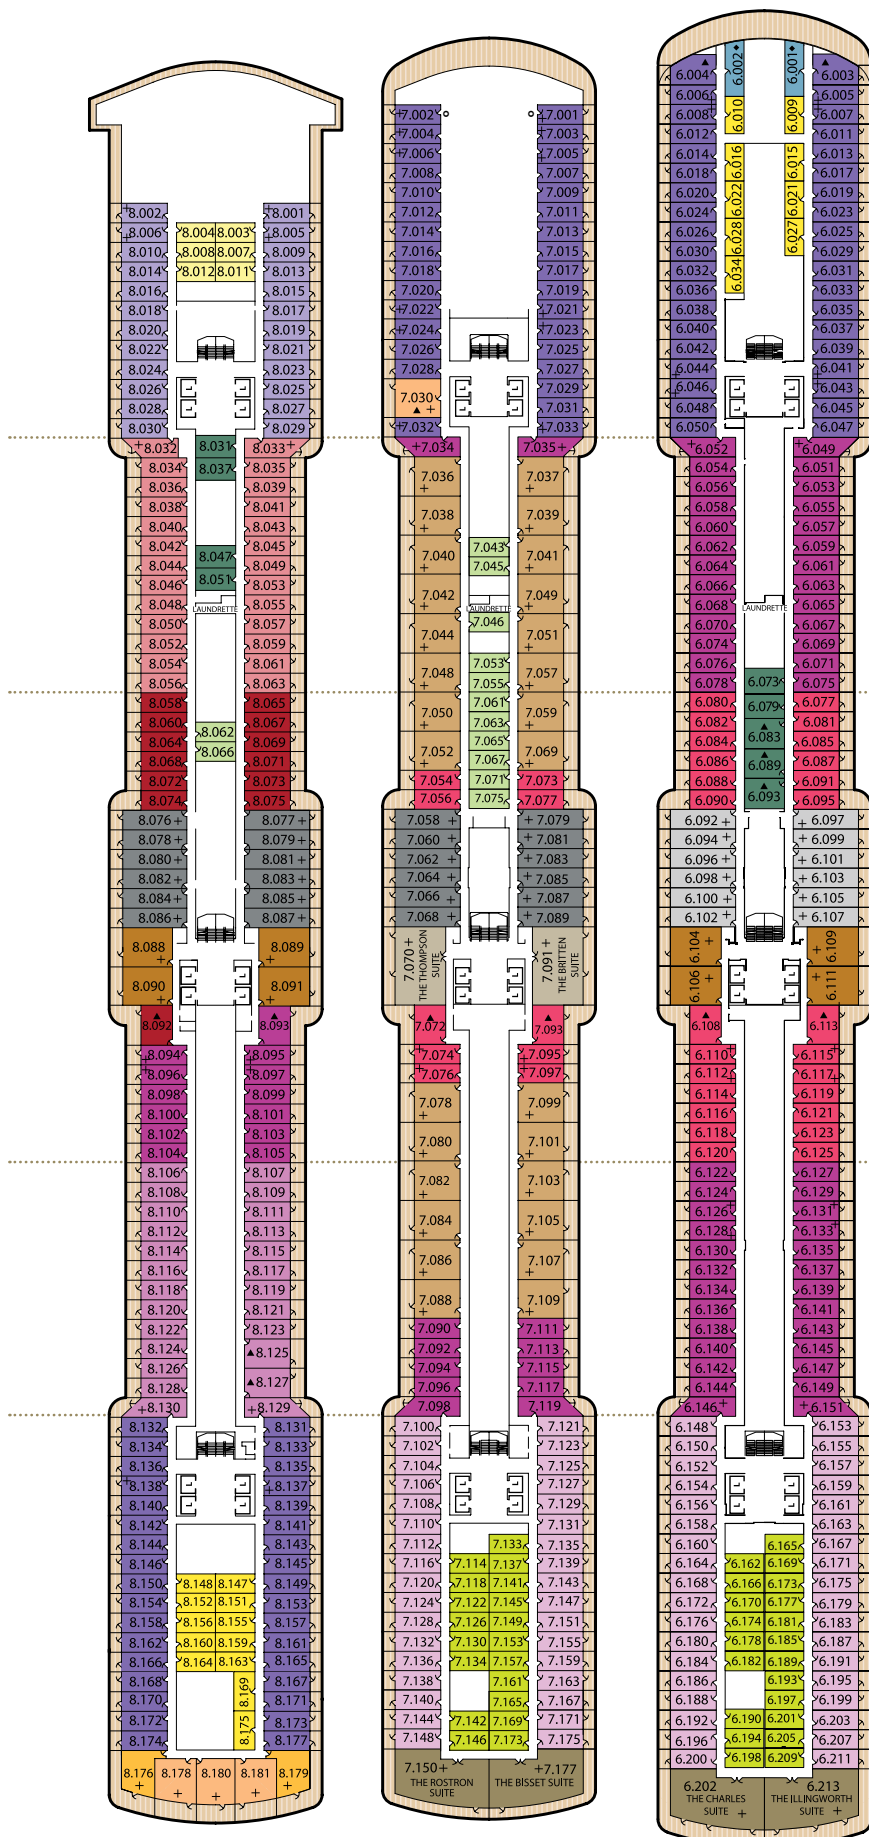 8.002 8.001
8.006 8.004 8.003 8.005
8.010 8.008 8.007 8.009
8.014 8.012 8.011 8.013
8.016 8.015
8.018 8.017
8.020 8.019
8.022 8.021
8.024 8.023
8.026 8.025
8.028 8.027
8.030 8.029
8.032 8.031 8.033
8.034 8.037 8.035
8.036 8.039
8.038 8.041
8.040 8.043
8.042 8.047 8.045
8.044 8.051 8.049
8.046 8.053
8.048 LAUNDRETTE 8.055
8.050 8.057
8.052 8.059
8.054 8.061
8.056 8.063
8.058 8.065
8.060 8.062 8.067
8.064 8.066 8.069
8.068 8.071
8.072 8.073
8.074 8.075
8.076 8.077
8.078 8.079
8.080 8.081
8.082 8.083
8.084 8.085
8.086 8.087
8.088 8.089
8.090 8.091
8.092 8.093
8.094 8.095
8.096 8.097
8.098 8.099
8.100 8.101
8.102 8.103
8.104 8.105
8.106 8.107
8.108 8.109
8.110 8.111
8.112 8.113
8.114 8.115
8.116 8.117
8.118 8.119
8.120 8.121
8.122 8.123
8.124 8.125
8.126 8.127
8.128
8.130 8.129
8.132 8.131
8.134 8.133
8.136 8.135
8.138 8.137
8.140 8.139
8.142 8.141
8.144 8.143
8.146 8.145
8.150 8.148 8.147 8.149
8.154 8.152 8.151 8.153
8.158 8.156 8.155 8.157
8.162 8.160 8.159 8.161
8.166 8.164 8.163 8.165
8.168 8.169 8.167
8.170 8.171
8.172 8.175 8.173
8.174 8.177
8.176 8.178 8.180 8.181 8.179
7.002 7.001
7.004 7.003
7.006 7.005
7.008 7.007
7.010 7.009
7.012 7.011
7.014 7.013
7.016 7.015
7.018 7.017
7.020 7.019
7.022 7.021
7.024 7.023
7.026 7.025
7.028 7.027
7.030 7.029
7.031
7.032 7.033
7.034 7.035
7.036 7.037
7.038 7.039
7.040 7.043 7.041
7.045
7.042 LAUNDRETTE 7.049
7.044 7.046 7.051
7.048 7.053 7.057
7.055
7.050 7.061 7.059
7.063
7.052 7.065 7.069
7.067
7.054 7.071 7.073
7.056 7.075 7.077
7.058 7.079
7.060 7.081
7.062 7.083
7.064 7.085
7.066 7.087
7.068 7.089
7.070 THE THOMPSON SUITE
7.091 THE BRITTEN SUITE
7.072 7.093
7.074 7.095
7.076 7.097
7.078 7.099
7.080 7.101
7.082 7.103
7.084 7.105
7.086 7.107
7.088 7.109
7.090 7.111
7.092 7.113
7.094 7.115
7.096 7.117
7.098 7.119
7.100 7.121
7.102 7.123
7.104 7.125
7.106 7.127
7.108 7.129
7.110 7.131
7.112 7.133 7.135
7.116 7.114 7.137 7.139
7.120 7.118 7.141 7.143
7.124 7.122 7.145 7.147
7.128 7.126 7.149 7.151
7.132 7.130 7.153 7.155
7.136 7.134 7.157 7.159
7.138 7.161 7.163
7.140 7.165 7.167
7.144 7.142 7.169 7.171
7.148 7.146 7.173 7.175
7.150 7.177
THE ROSTRON SUITE
THE BISSET SUITE
6.004 6.002 6.001 6.003
6.006 6.005
6.008 6.010 6.009 6.007
6.012 6.011
6.014 6.016 6.015 6.013
6.018 6.017
6.020 6.022 6.021 6.019
6.024 6.023
6.026 6.028 6.027 6.025
6.030 6.029
6.032 6.034 6.031
6.036 6.033
6.038 6.035
6.040 6.037
6.042 6.039
6.044 6.041
6.046 6.043
6.048 6.045
6.050 6.047
6.052 6.049
6.054 6.051
6.056 6.053
6.058 6.055
6.060 6.057
6.062 6.059
6.064 6.061
6.066 6.063
6.068 LAUNDRETTE 6.065
6.070 6.067
6.074 6.069
6.076 6.071
6.078 6.073 6.075
6.080 6.079 6.077
6.082 6.081
6.084 6.083 6.085
6.086 6.089 6.087
6.088 6.091
6.090 6.093 6.095
6.092 6.097
6.094 6.099
6.096 6.101
6.098 6.103
6.100 6.105
6.102 6.107
6.104 6.109
6.106 6.111
6.108 6.113
6.110 6.115
6.112 6.117
6.114 6.119
6.116 6.121
6.118 6.123
6.120 6.125
6.122 6.127
6.124 6.129
6.126 6.131
6.128 6.133
6.130 6.135
6.132 6.137
6.134 6.139
6.136 6.141
6.138 6.143
6.140 6.145
6.142 6.147
6.144 6.149
6.146 6.151
6.148 6.153
6.150 6.155
6.152 6.157
6.154 6.159
6.156 6.161
6.158 6.163
6.160 6.165 6.167
6.164 6.162 6.169 6.171
6.168 6.166 6.173 6.175
6.172 6.170 6.177 6.179
6.176 6.174 6.181 6.183
6.180 6.178 6.185 6.187
6.184 6.182 6.189 6.191
6.186 6.193 6.195
6.188 6.197 6.199
6.192 6.190 6.201 6.203
6.196 6.194 6.205 6.207
6.200 6.198 6.209 6.211
6.202 6.213
THE CHARLES SUITE
THE ILLINGWORTH SUITE